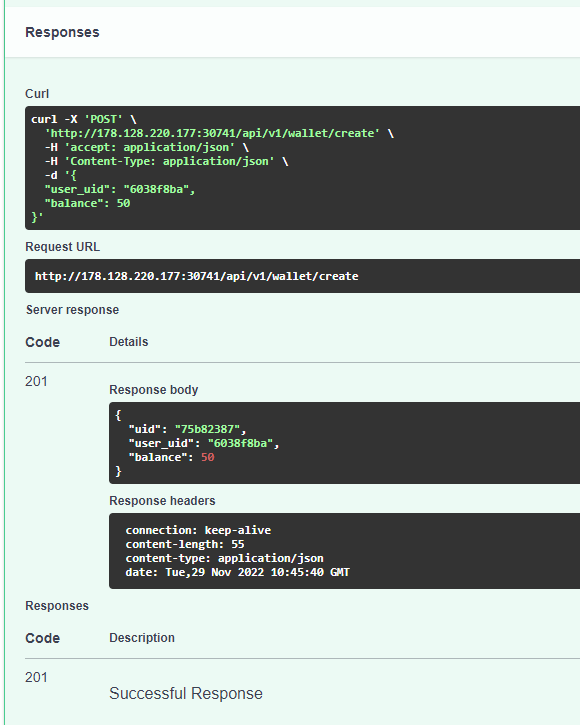 Responses
Curl
curl -X 'POST' \
'http://178.128.220.177:30741/api/v1/wallet/create' \
-H 'accept: application/json' \
-H 'Content-Type: application/json' \
-d '{
"user_uid": "6038f8ba",
"balance": 50
}'
Request URL
http://178.128.220.177:30741/api/v1/wallet/create
Server response
Code Details
201
Response body
{
"uid": "75b82387",
"user_uid": "6038f8ba",
"balance": 50
}
Response headers
connection: keep-alive
content-length: 55
content-type: application/json
date: Tue,29 Nov 2022 10:45:40 GMT
Responses
Code Description
201
Successful Response